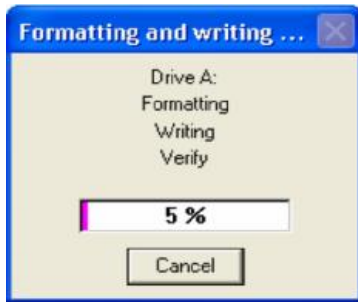 Formatting and writing ...
Drive A:
Formatting
Writing
Verify
5 %
Cancel